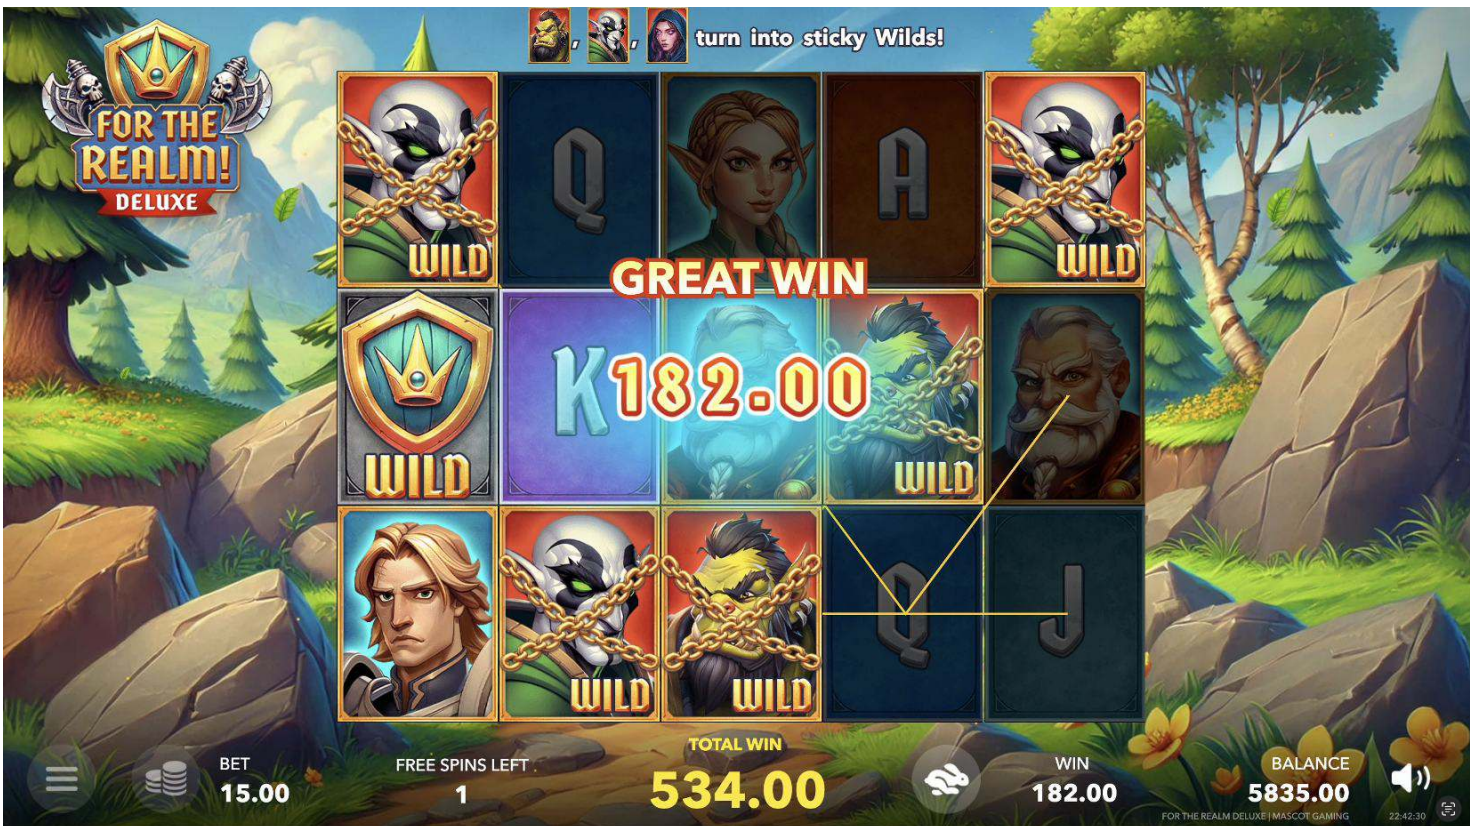 turn into sticky Wilds!
FOR THE
REALM!
DELUXE
WILD
Q
A
WILD
GREAT WIN
WILD
K
182.00
WILD
WILD
WILD
Q
J
BET
15.00
FREE SPINS LEFT
1
TOTAL WIN
534.00
WIN
182.00
BALANCE
5835.00
FOR THE REALM DELUXE | MASCOT GAMING
22:42:30